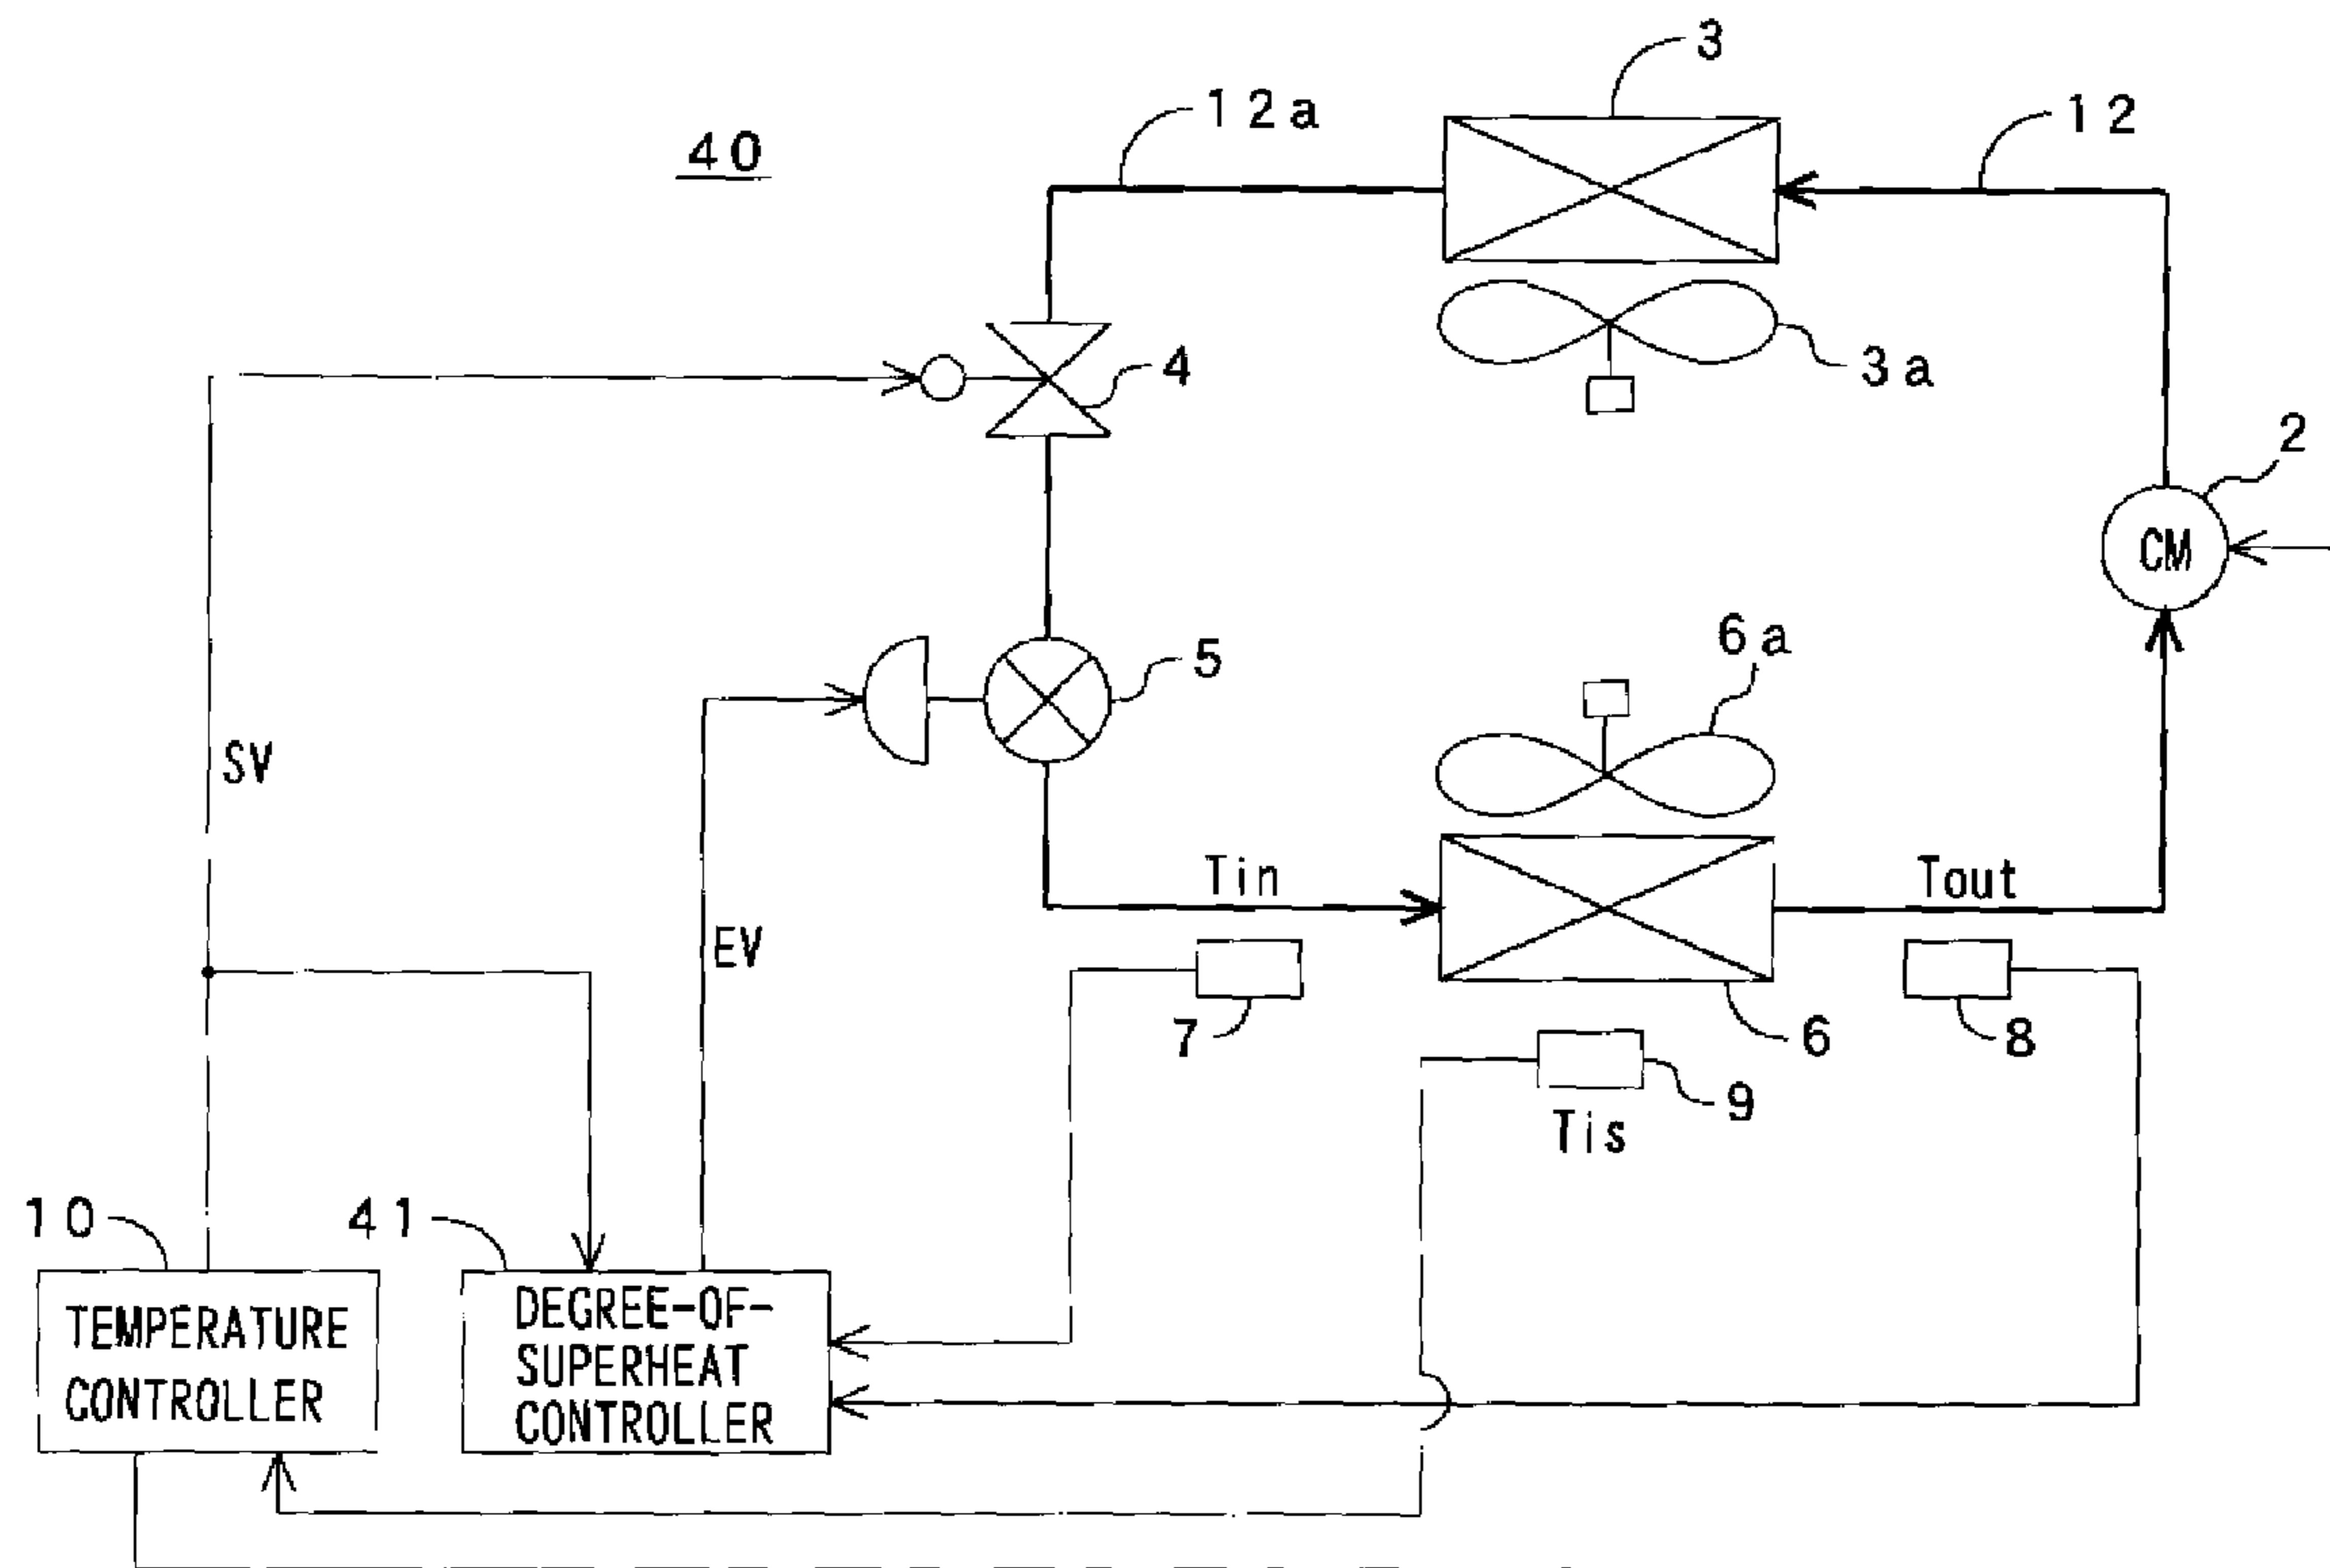 3
12a
12
40
3a
4
2
CM
6a
5
SV
EV
Tin
Tout
7
6
8
9
Tis
10
41
TEMPERATURE
CONTROLLER
DEGREE-OF-
SUPERHEAT
CONTROLLER